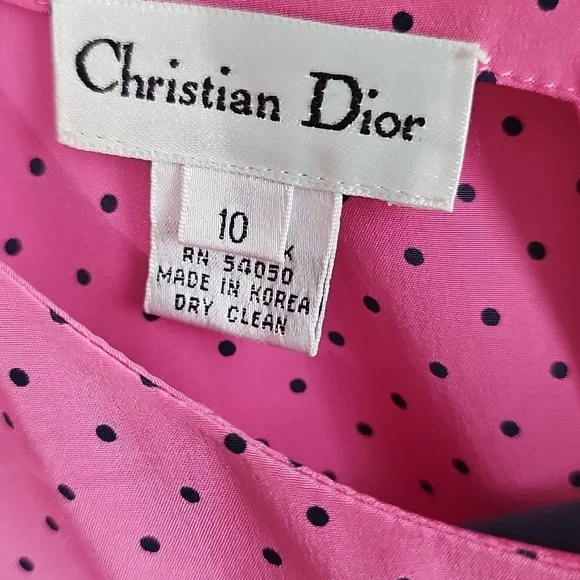 Christian Dior
10
K
RN 54050
MADE IN KOREA
DRY CLEAN